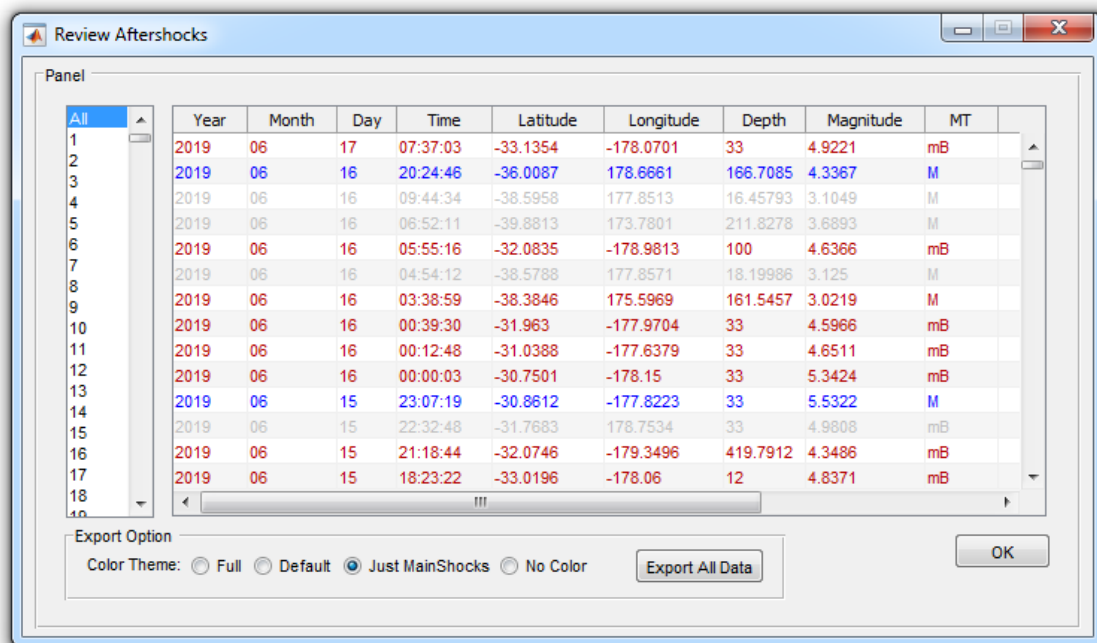 Review Aftershocks
Panel
All
1
2
3
4
5
6
7
8
9
10
11
12
13
14
15
16
17
18
19
Year Month Day Time Latitude Longitude Depth Magnitude MT
2019 06 17 07:37:03 -33.1354 -178.0701 33 4.9221 mB
2019 06 16 20:24:46 -36.0087 178.6661 166.7085 4.3367 M
2019 06 16 09:44:34 -38.5958 177.8513 16.45793 3.1049 M
2019 06 16 06:52:11 -39.8813 173.7801 211.8278 3.6893 M
2019 06 16 05:55:16 -32.0835 -178.9813 100 4.6366 mB
2019 06 16 04:54:12 -38.5788 177.8571 18.19986 3.125 M
2019 06 16 03:38:59 -38.3846 175.5969 161.5457 3.0219 M
2019 06 16 00:39:30 -31.963 -177.9704 33 4.5966 mB
2019 06 16 00:12:48 -31.0388 -177.6379 33 4.6511 mB
2019 06 16 00:00:03 -30.7501 -178.15 33 5.3424 mB
2019 06 15 23:07:19 -30.8612 -177.8223 33 5.5322 M
2019 06 15 22:32:48 -31.7683 178.7534 33 4.9808 mB
2019 06 15 21:18:44 -32.0746 -179.3496 419.7912 4.3486 mB
2019 06 15 18:23:22 -33.0196 -178.06 12 4.8371 mB
Export Option
Color Theme: Full Default Just MainShocks No Color
Export All Data
OK